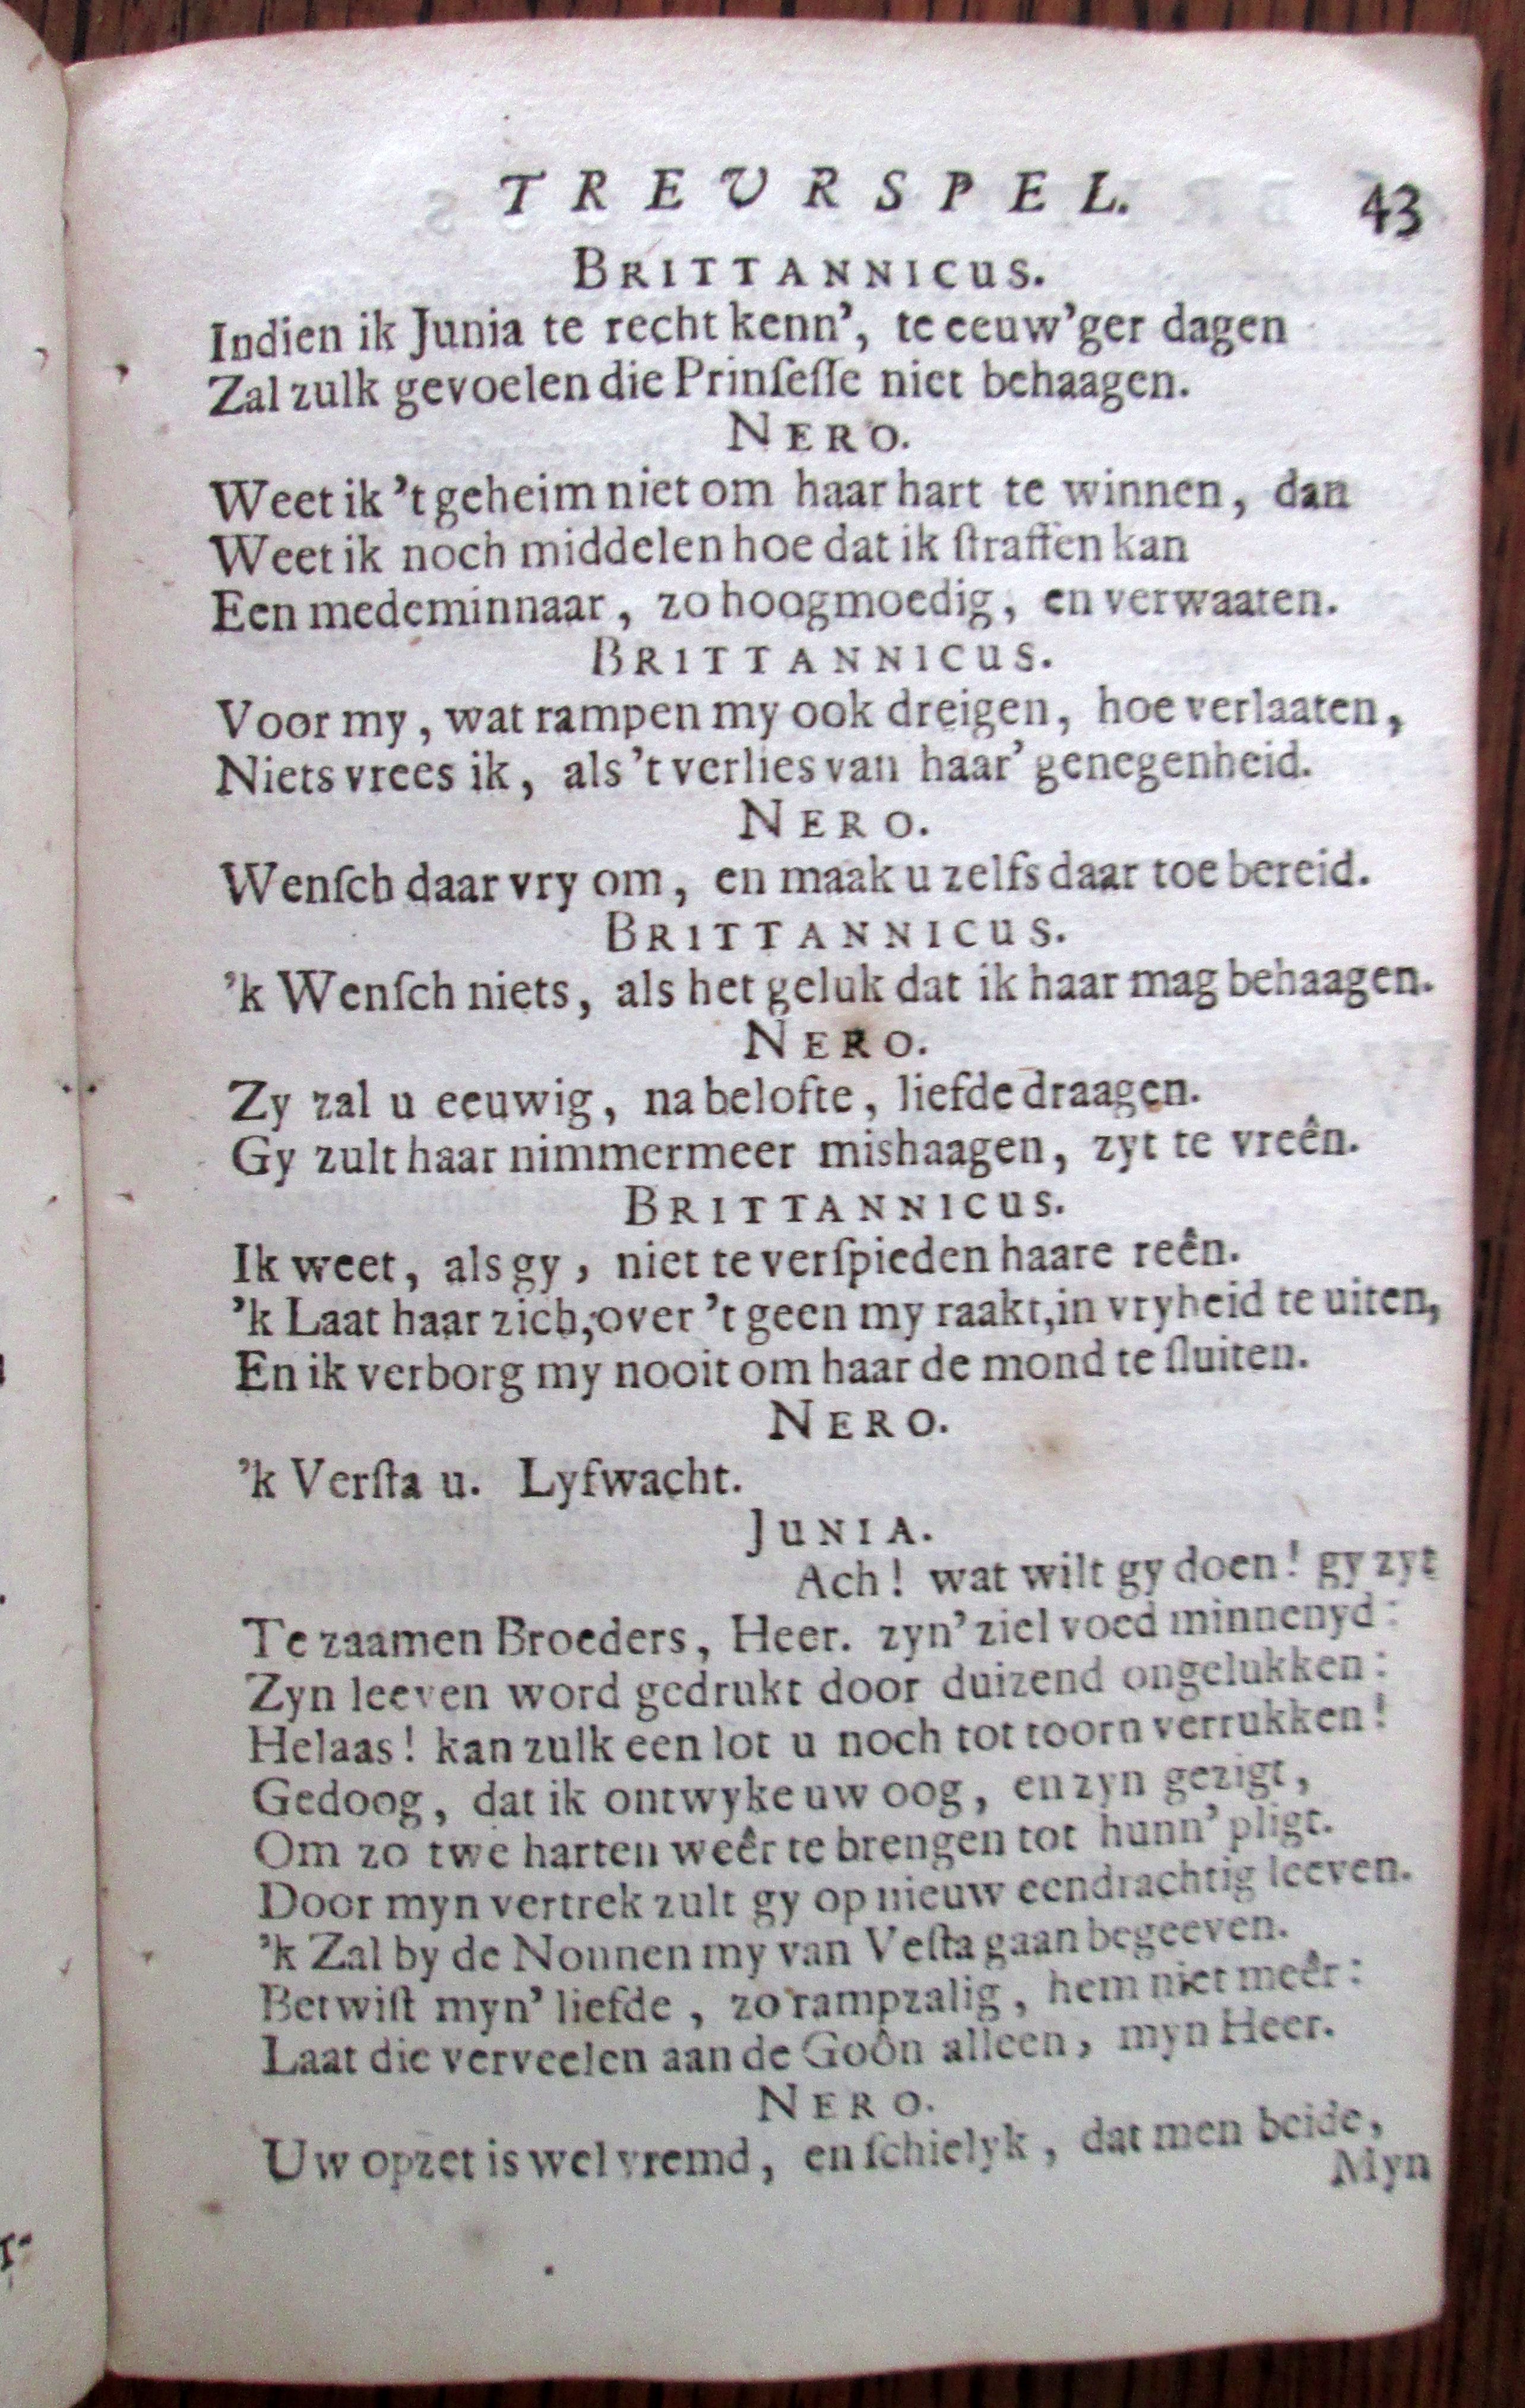 TREURSPEL. 43
BRITTANNICUS.
Indien ik Junia te recht kenn', te eeuw'ger dagen
Zal zulk gevoelen die Prinſeſſe niet behaagen.
NERO.
Weet ik 't geheim niet om haar hart te winnen, dan
Weet ik noch middelen hoe dat ik ſtraffen kan
Een medeminnaar, zo hoogmoedig, en verwaaten.
BRITTANNICUS.
Voor my, wat rampen my ook dreigen, hoe verlaaten,
Niets vrees ik, als 't verlies van haar' genegenheid.
NERO.
Wenſch daar vry om, en maak u zelfs daar toe bereid.
BRITTANNICUS.
'k Wenſch niets, als het geluk dat ik haar mag behaagen.
NERO.
Zy zal u eeuwig, na belofte, liefde draagen.
Gy zult haar nimmermeer mishaagen, zyt te vreên.
BRITTANNICUS.
Ik weet, als gy, niet te verſpieden haare reên.
'k Laat haar zich, over 't geen my raakt, in vryheid te uiten,
En ik verborg my nooit om haar de mond te ſluiten.
NERO.
'k Verſta u. Lyfwacht.
JUNIA.
Ach! wat wilt gy doen! gy zyt
Te zaamen Broeders, Heer. zyn' ziel voed minnenyd:
Zyn leeven word gedrukt door duizend ongelukken:
Helaas! kan zulk een lot u noch tot toorn verrukken!
Gedoog, dat ik ontwyke uw oog, en zyn gezigt,
Om zo twe harten weêr te brengen tot hunn' pligt.
Door myn vertrek zult gy op nieuw eendrachtig leeven.
'k Zal by de Nonnen my van Veſta gaan begeeven.
Betwiſt myn' liefde, zo rampzalig, hem niet meêr:
Laat die verveelen aan de Goôn alleen, myn Heer.
NERO.
Uw opzet is wel vremd, en ſchielyk, dat men beide,
Myn